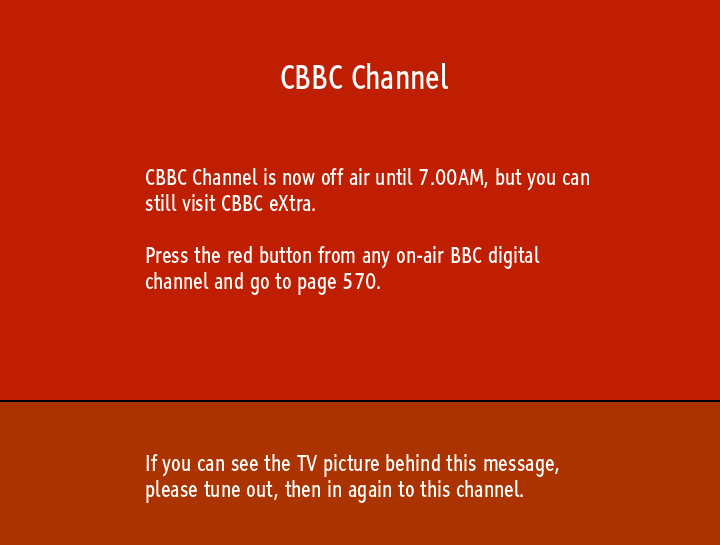 CBBC Channel
CBBC Channel is now off air until 7.00AM, but you can
still visit CBBC eXtra.
Press the red button from any on-air BBC digital
channel and go to page 570.
If you can see the TV picture behind this message,
please tune out, then in again to this channel.